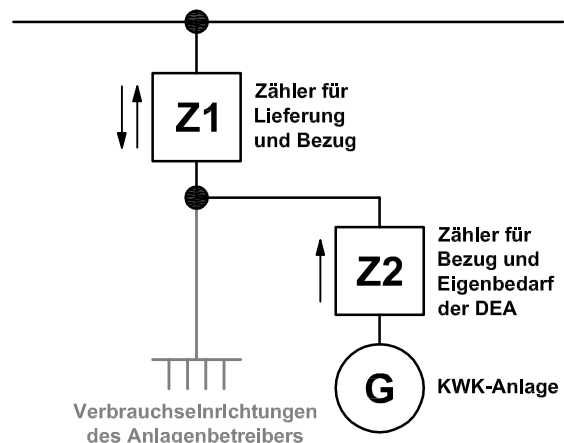 Z1
Zähler für
Lieferung
und Bezug
Z2
Zähler für
Bezug und
Eigenbedarf
der DEA
G
KWK-Anlage
Verbrauchseinrichtungen
des Anlagenbetreibers